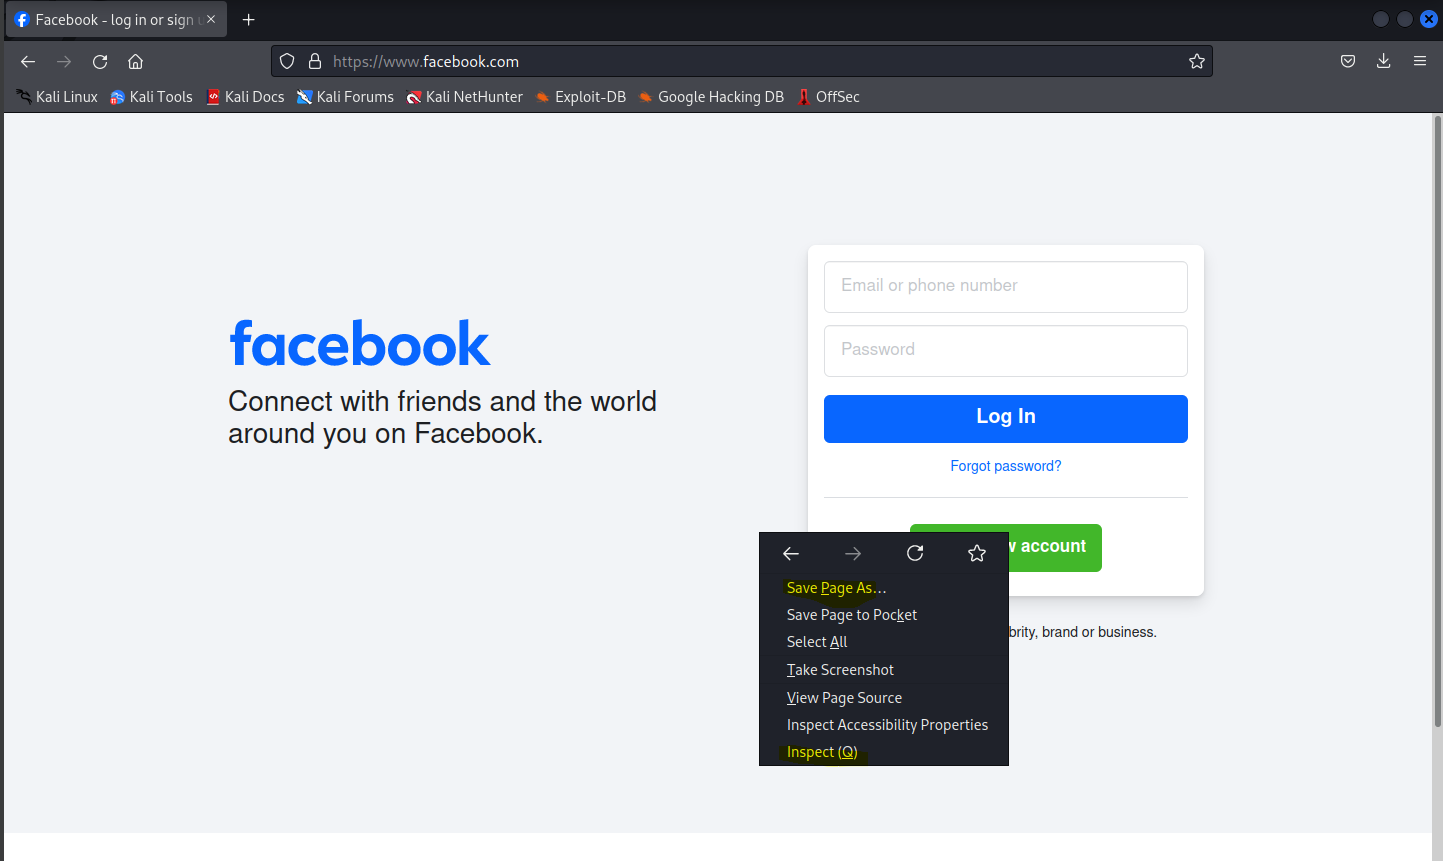 Facebook - log in or sign u
https://www.facebook.com
Kali Linux Kali Tools Kali Docs Kali Forums Kali NetHunter Exploit-DB Google Hacking DB OffSec
Email or phone number
facebook
Password
Connect with friends and the world
around you on Facebook.
Log In
Forgot password?
w account
Save Page As...
Save Page to Pocket
brity, brand or business.
Select All
Take Screenshot
View Page Source
Inspect Accessibility Properties
Inspect (Q)